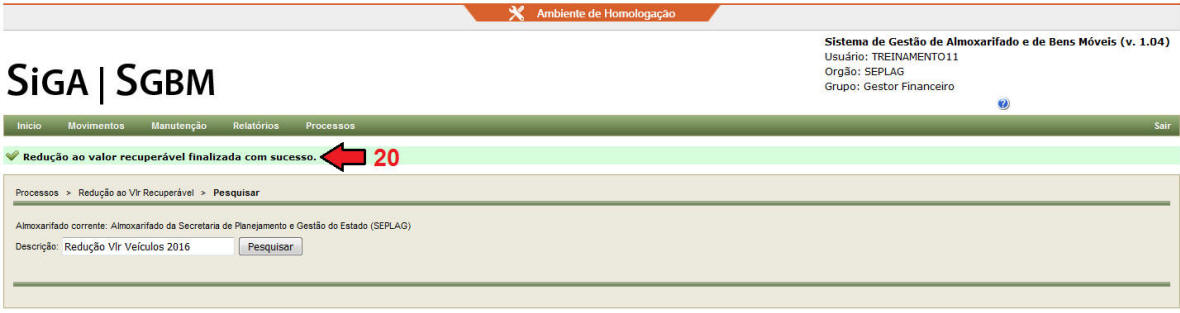 Ambiente de Homologação
Sistema de Gestão de Almoxarifado e de Bens Móveis (v. 1.04)
Usuário: TREINAMENTO11
Orgão: SEPLAG
Grupo: Gestor Financeiro
?
SIGA | SGBM
Inicio Movimentos Manutenção Relatórios Processos Sair
Redução ao valor recuperável finalizada com sucesso. 20
Processos > Redução ao Vlr Recuperável > Pesquisar
Almoxarifado corrente: Almoxarifado da Secretaria de Planejamento e Gestão do Estado (SEPLAG)
Descrição: Redução Vlr Veículos 2016 Pesquisar